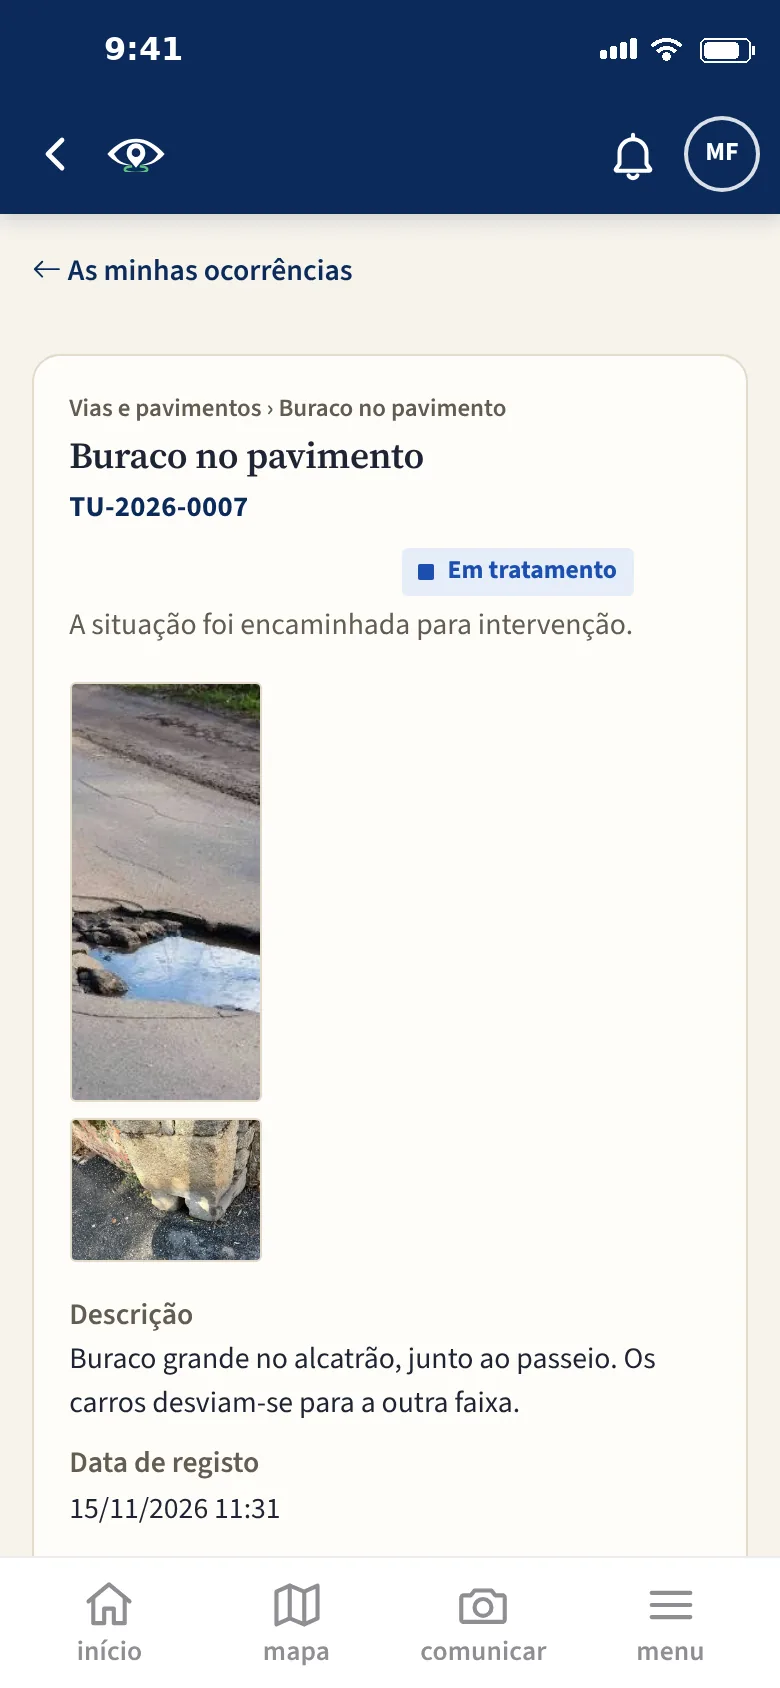 9:41
MF
← As minhas ocorrências
Vias e pavimentos › Buraco no pavimento
Buraco no pavimento
TU-2026-0007
Em tratamento
A situação foi encaminhada para intervenção.
Descrição
Buraco grande no alcatrão, junto ao passeio. Os
carros desviam-se para a outra faixa.
Data de registo
15/11/2026 11:31
início
mapa
comunicar
menu